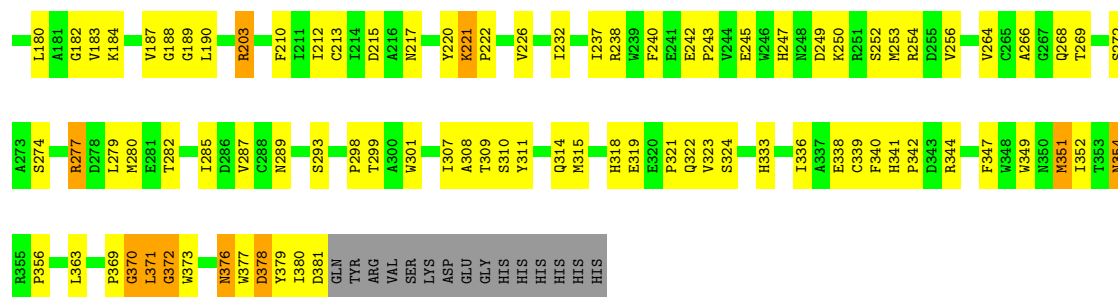 L180 A181 G182 V183 K184 V187 G188 G189 L190 R203 F210 I211 I212 C213 I214 D215 A216 N217 Y220 K221 P222 V226 I232 I237 R238 W239 F240 E241 E242 P243 V244 E245 W246 H247 N248 D249 K250 R251 S252 M253 R254 D255 V256 V264 C265 A266 G267 Q268 T269
A273 S274 R277 D278 L279 M280 E281 T282 I285 D286 V287 C288 N289 S293 P298 T299 A300 W301 I307 A308 T309 S310 Y311 Q314 M315 H318 E319 E320 P321 Q322 V323 S324 H333 I336 A337 E338 C339 F340 H341 P342 D343 R344 F347 W348 W349 N350 M351 I352 T353
R355 P356 L363 P369 G370 L371 G372 W373 N376 W377 D378 Y379 I380 D381 GLN TYR ARG VAL SER LYS ASP GLU GLY HIS HIS HIS HIS HIS HIS